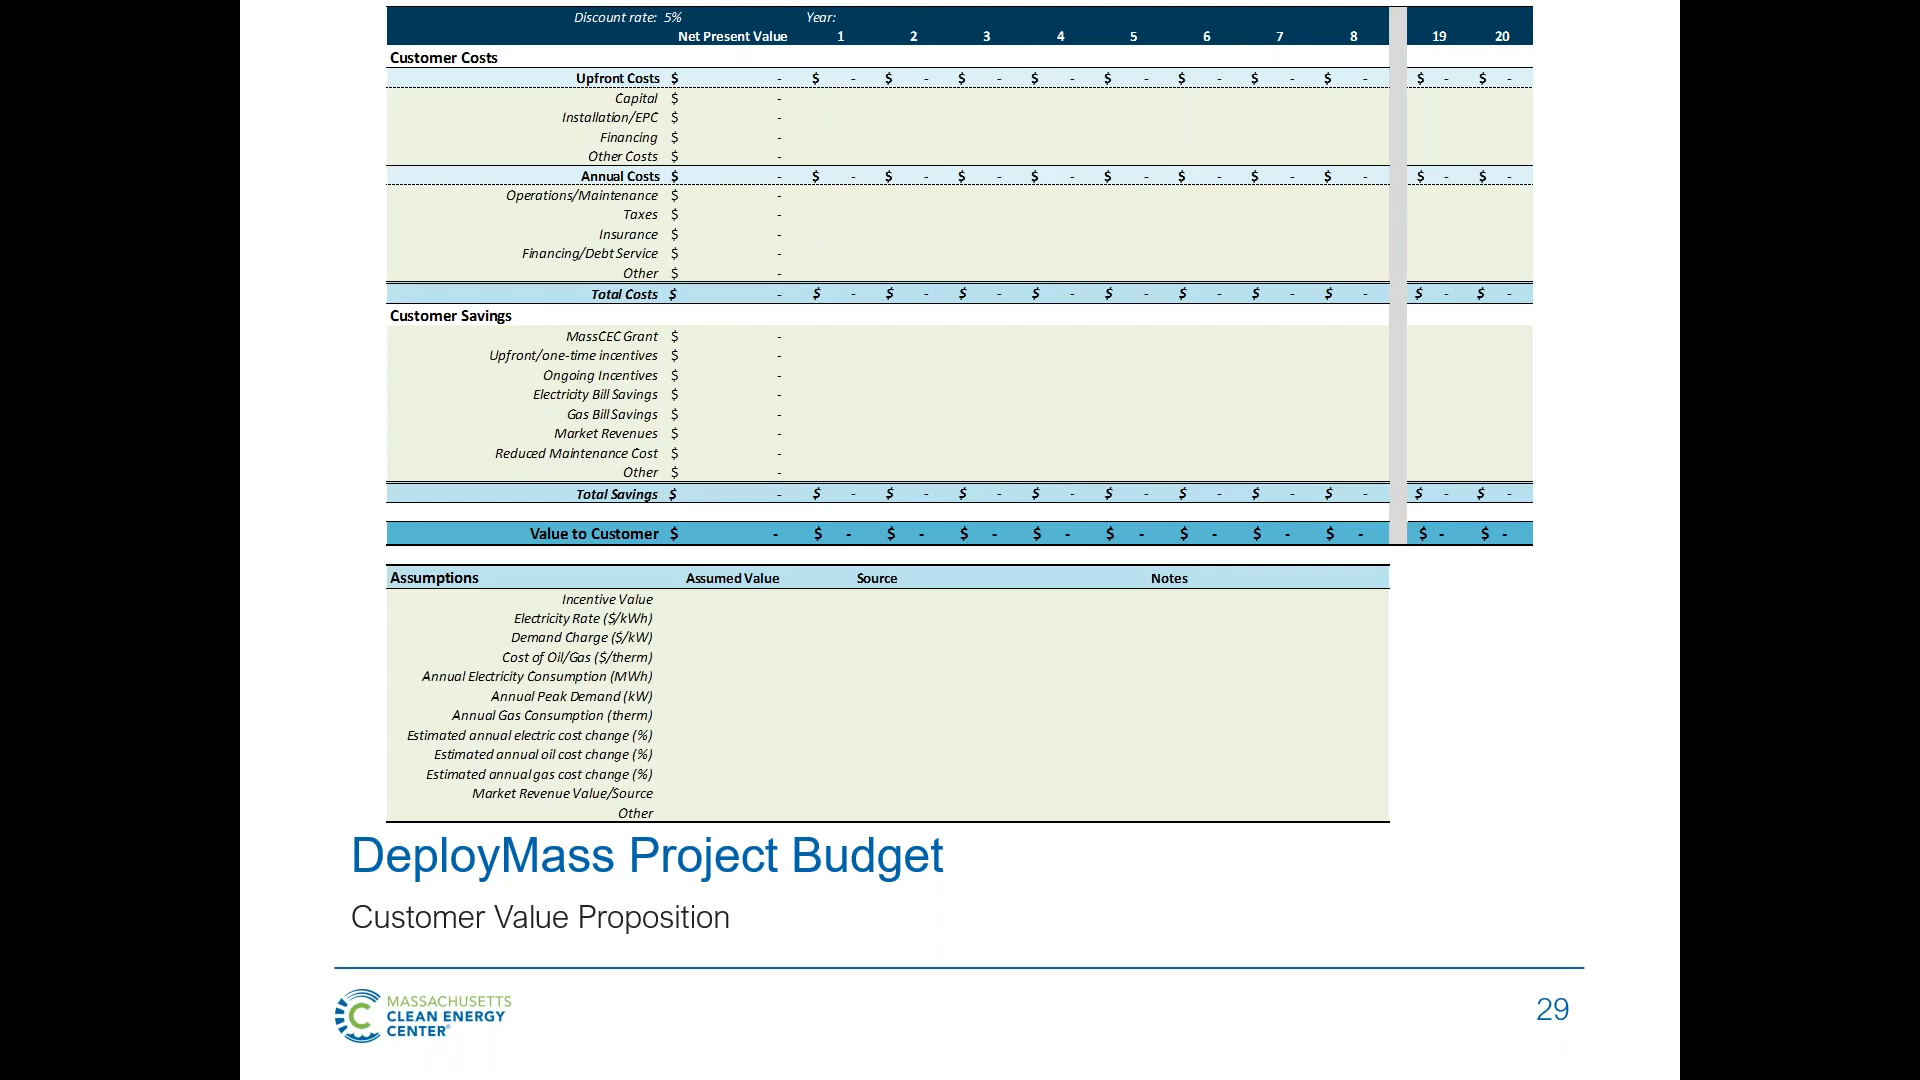 Discount rate: 5% Year:
Net Present Value 1 2 3 4 5 6 7 8 19 20
Customer Costs
Upfront Costs $ - $ - $ - $ - $ - $ - $ - $ - $ - $ - $ -
Capital $ -
Installation/EPC $ -
Financing $ -
Other Costs $ -
Annual Costs $ - $ - $ - $ - $ - $ - $ - $ - $ - $ - $ -
Operations/Maintenance $ -
Taxes $ -
Insurance $ -
Financing/Debt Service $ -
Other $ -
Total Costs $ - $ - $ - $ - $ - $ - $ - $ - $ - $ - $ -
Customer Savings
MassCEC Grant $ -
Upfront/one-time incentives $ -
Ongoing Incentives $ -
Electricity Bill Savings $ -
Gas Bill Savings $ -
Market Revenues $ -
Reduced Maintenance Cost $ -
Other $ -
Total Savings $ - $ - $ - $ - $ - $ - $ - $ - $ - $ - $ -
Value to Customer $ - $ - $ - $ - $ - $ - $ - $ - $ - $ - $ -
Assumptions Assumed Value Source Notes
Incentive Value
Electricity Rate ($/kWh)
Demand Charge ($/kW)
Cost of Oil/Gas ($/therm)
Annual Electricity Consumption (MWh)
Annual Peak Demand (kW)
Annual Gas Consumption (therm)
Estimated annual electric cost change (%)
Estimated annual oil cost change (%)
Estimated annual gas cost change (%)
Market Revenue Value/Source
Other
DeployMass Project Budget
Customer Value Proposition
MASSACHUSETTS
CLEAN ENERGY
CENTER®
29